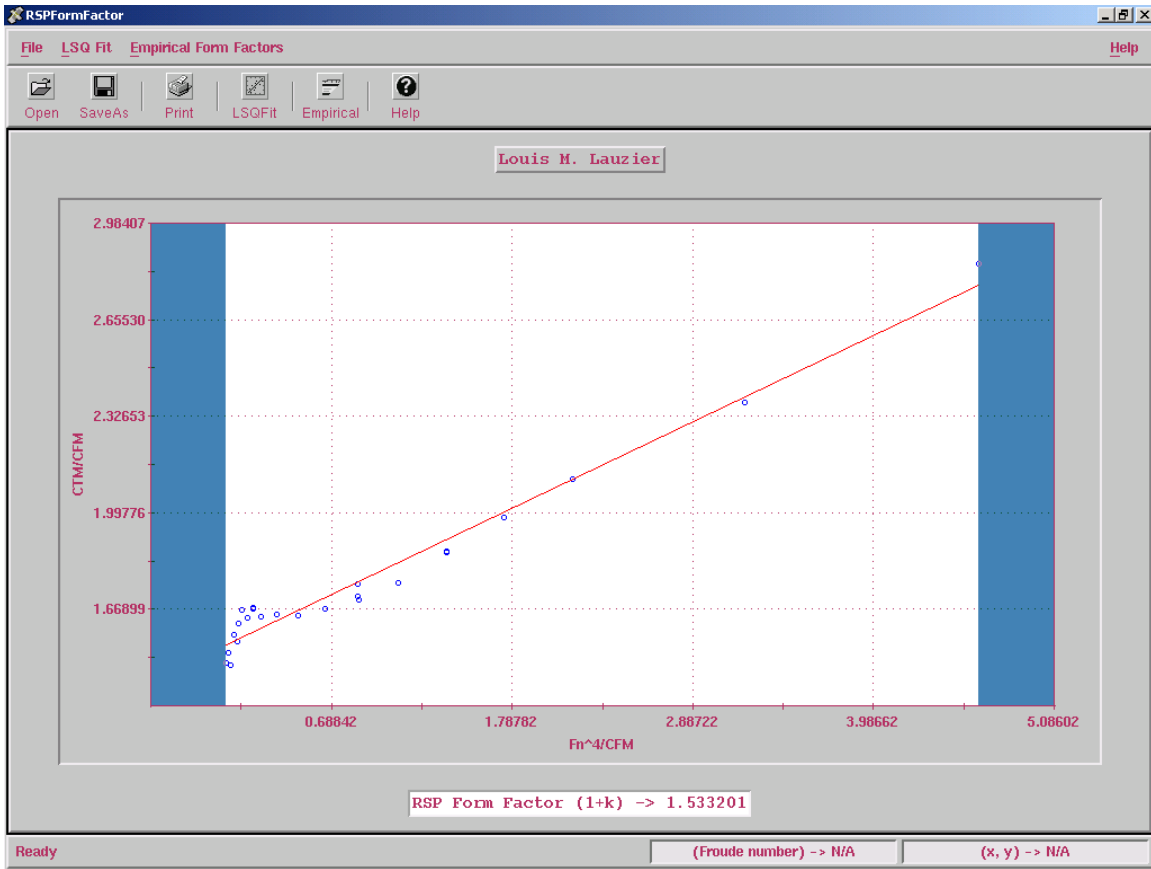 RSPFormFactor
File LSQ Fit Empirical Form Factors Help
Open SaveAs Print LSQFit Empirical Help
Louis M. Lauzier
2.98407
2.65530
2.32653
1.99776
1.66899
CTM/CFM
0.68842 1.78782 2.88722 3.98662 5.08602
Fn^4/CFM
RSP Form Factor (1+k) -> 1.533201
Ready (Froude number) -> N/A (x, y) -> N/A